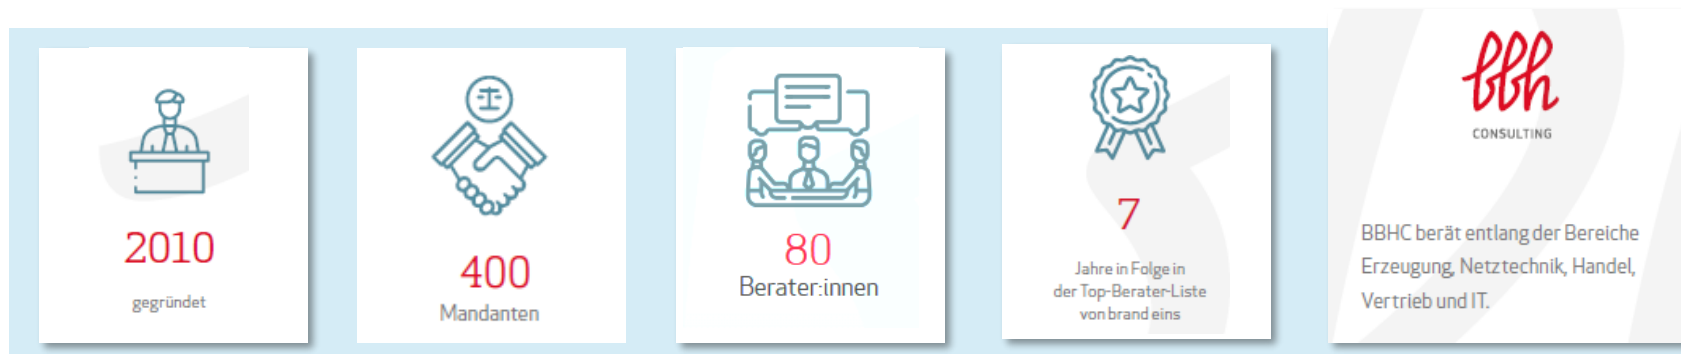 2010
gegründet
400
Mandanten
80
Berater:innen
7
Jahre in Folge in
der Top-Berater-Liste
von brand eins
bbh
CONSULTING
BBHC berät entlang der Bereiche
Erzeugung, Netztechnik, Handel,
Vertrieb und IT.